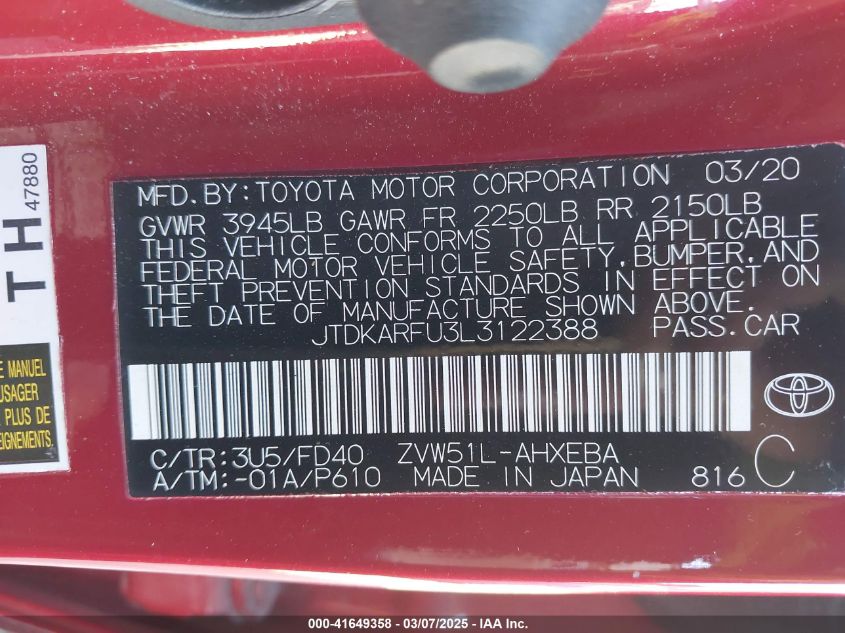 47880
T H
E MANUEL
USAGER
PLUS DE
EIGNEMENTS.
MFD.BY:TOYOTA MOTOR CORPORATION 03/20
GVWR 3945LB GAWR FR 2250LB RR 2150LB
THIS VEHICLE CONFORMS TO ALL APPLICABLE
FEDERAL MOTOR VEHICLE SAFETY,BUMPER,AND
THEFT PREVENTION STANDARDS IN EFFECT ON
THE DATE OF MANUFACTURE SHOWN ABOVE.
JTDKARFU3L3122388 PASS.CAR
C/TR:3U5/FD40 ZVW51L-AHXEBA
A/TM:-01A/P610 MADE IN JAPAN 816 C
000-41649358 — 03/07/2025 — IAA Inc.